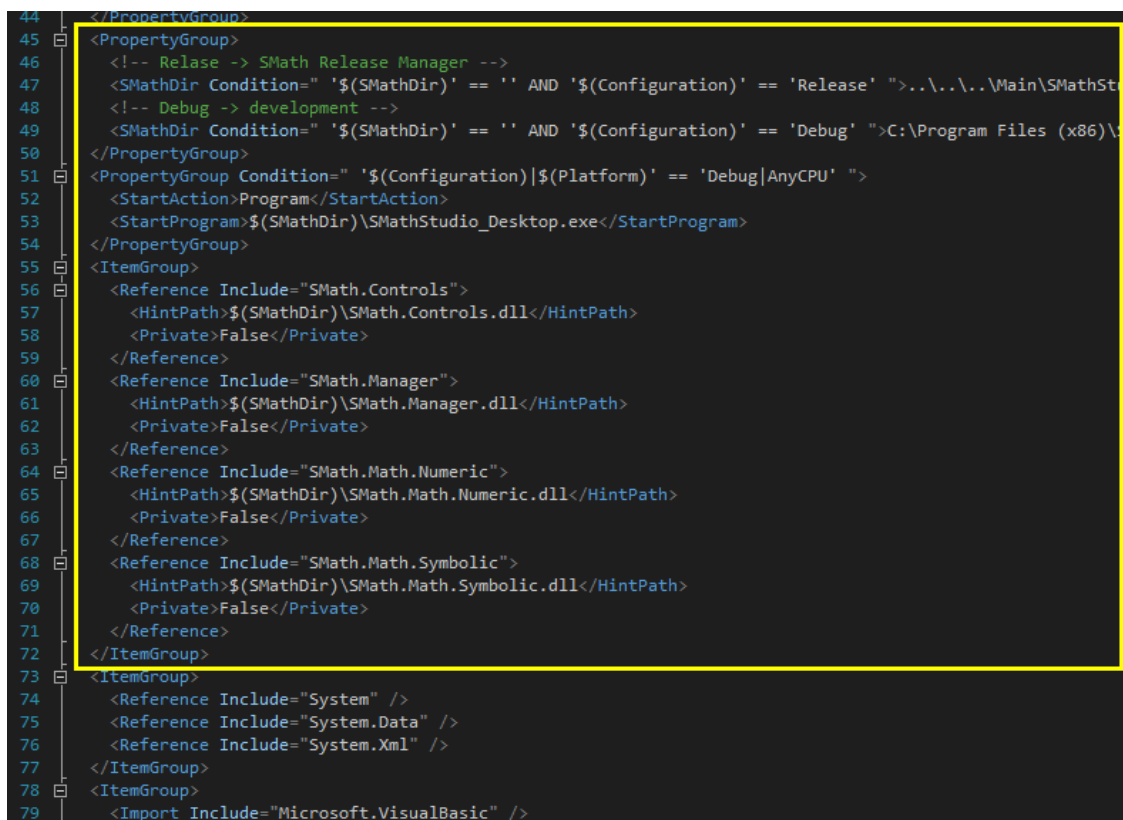 44 </PropertyGroup>
45 <PropertyGroup>
46 <!-- Relase -> SMath Release Manager -->
47 <SMathDir Condition=" '$(SMathDir)' == '' AND '$(Configuration)' == 'Release' ">..\..\..\Main\SMathStu
48 <!-- Debug -> development -->
49 <SMathDir Condition=" '$(SMathDir)' == '' AND '$(Configuration)' == 'Debug' ">C:\Program Files (x86)\S
50 </PropertyGroup>
51 <PropertyGroup Condition=" '$(Configuration)|$(Platform)' == 'Debug|AnyCPU' ">
52 <StartAction>Program</StartAction>
53 <StartProgram>$(SMathDir)\SMathStudio_Desktop.exe</StartProgram>
54 </PropertyGroup>
55 <ItemGroup>
56 <Reference Include="SMath.Controls">
57 <HintPath>$(SMathDir)\SMath.Controls.dll</HintPath>
58 <Private>False</Private>
59 </Reference>
60 <Reference Include="SMath.Manager">
61 <HintPath>$(SMathDir)\SMath.Manager.dll</HintPath>
62 <Private>False</Private>
63 </Reference>
64 <Reference Include="SMath.Math.Numeric">
65 <HintPath>$(SMathDir)\SMath.Math.Numeric.dll</HintPath>
66 <Private>False</Private>
67 </Reference>
68 <Reference Include="SMath.Math.Symbolic">
69 <HintPath>$(SMathDir)\SMath.Math.Symbolic.dll</HintPath>
70 <Private>False</Private>
71 </Reference>
72 </ItemGroup>
73 <ItemGroup>
74 <Reference Include="System" />
75 <Reference Include="System.Data" />
76 <Reference Include="System.Xml" />
77 </ItemGroup>
78 <ItemGroup>
79 <Import Include="Microsoft.VisualBasic" />